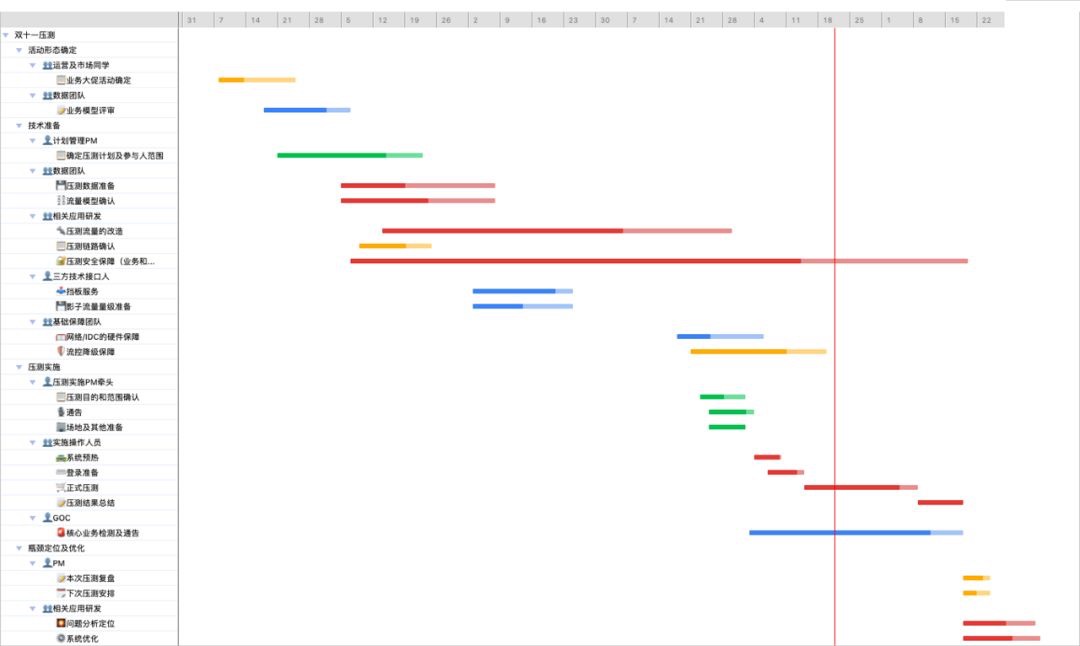 31 7 14 21 28 5 12 19 26 2 9 16 23 30 7 14 21 28 4 11 18 25 1 8 15 22
双十一压测
活动形态确定
运营及市场同学
业务大促活动确定
数据团队
业务模型评审
技术准备
计划管理PM
确定压测计划及参与人范围
数据团队
压测数据准备
流量模型确认
相关应用研发
压测流量的改造
压测链路确认
压测安全保障（业务和...
三方技术接口人
挡板服务
影子流量量级准备
基础保障团队
网络/IDC的硬件保障
流控降级保障
压测实施
压测实施PM牵头
压测目的和范围确认
通告
场地及其他准备
实施操作人员
系统预热
登录准备
正式压测
压测结果总结
GOC
核心业务检测及通告
瓶颈定位及优化
PM
本次压测复盘
下次压测安排
相关应用研发
问题分析定位
系统优化